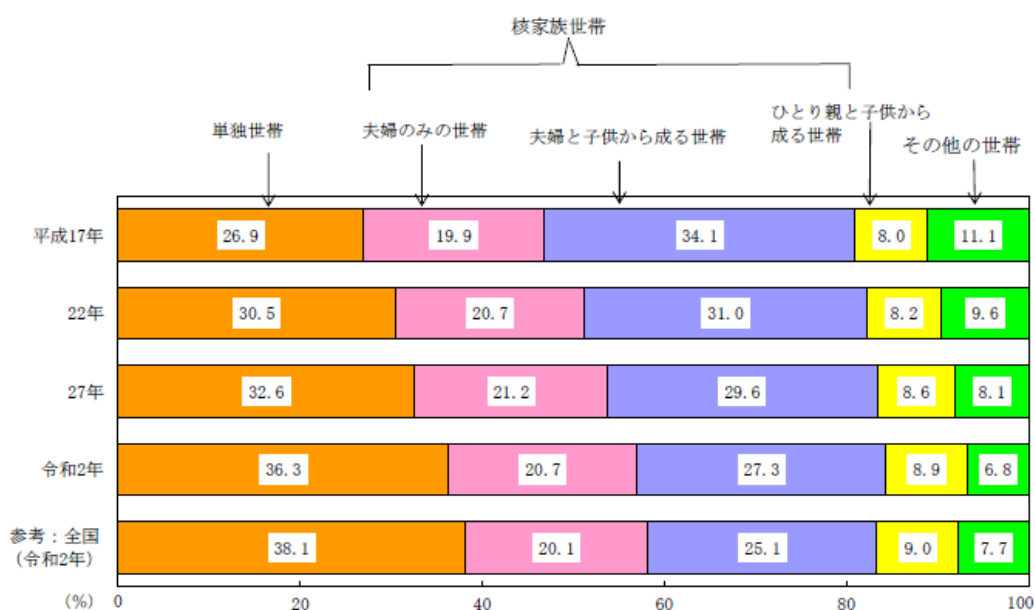 核家族世帯
単独世帯
夫婦のみの世帯
夫婦と子供から成る世帯
ひとり親と子供から
成る世帯
その他の世帯
平成17年 26.9 19.9 34.1 8.0 11.1
22年 30.5 20.7 31.0 8.2 9.6
27年 32.6 21.2 29.6 8.6 8.1
令和2年 36.3 20.7 27.3 8.9 6.8
参考：全国
(令和2年) 38.1 20.1 25.1 9.0 7.7
(%) 0 20 40 60 80 100